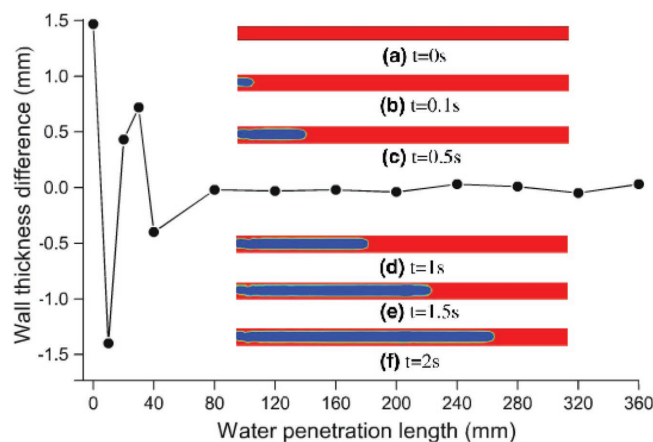 1.5
1.0
0.5
0.0
-0.5
-1.0
-1.5
Wall thickness difference (mm)
(a) t=0s
(b) t=0.1s
(c) t=0.5s
(d) t=1s
(e) t=1.5s
(f) t=2s
0 40 80 120 160 200 240 280 320 360
Water penetration length (mm)